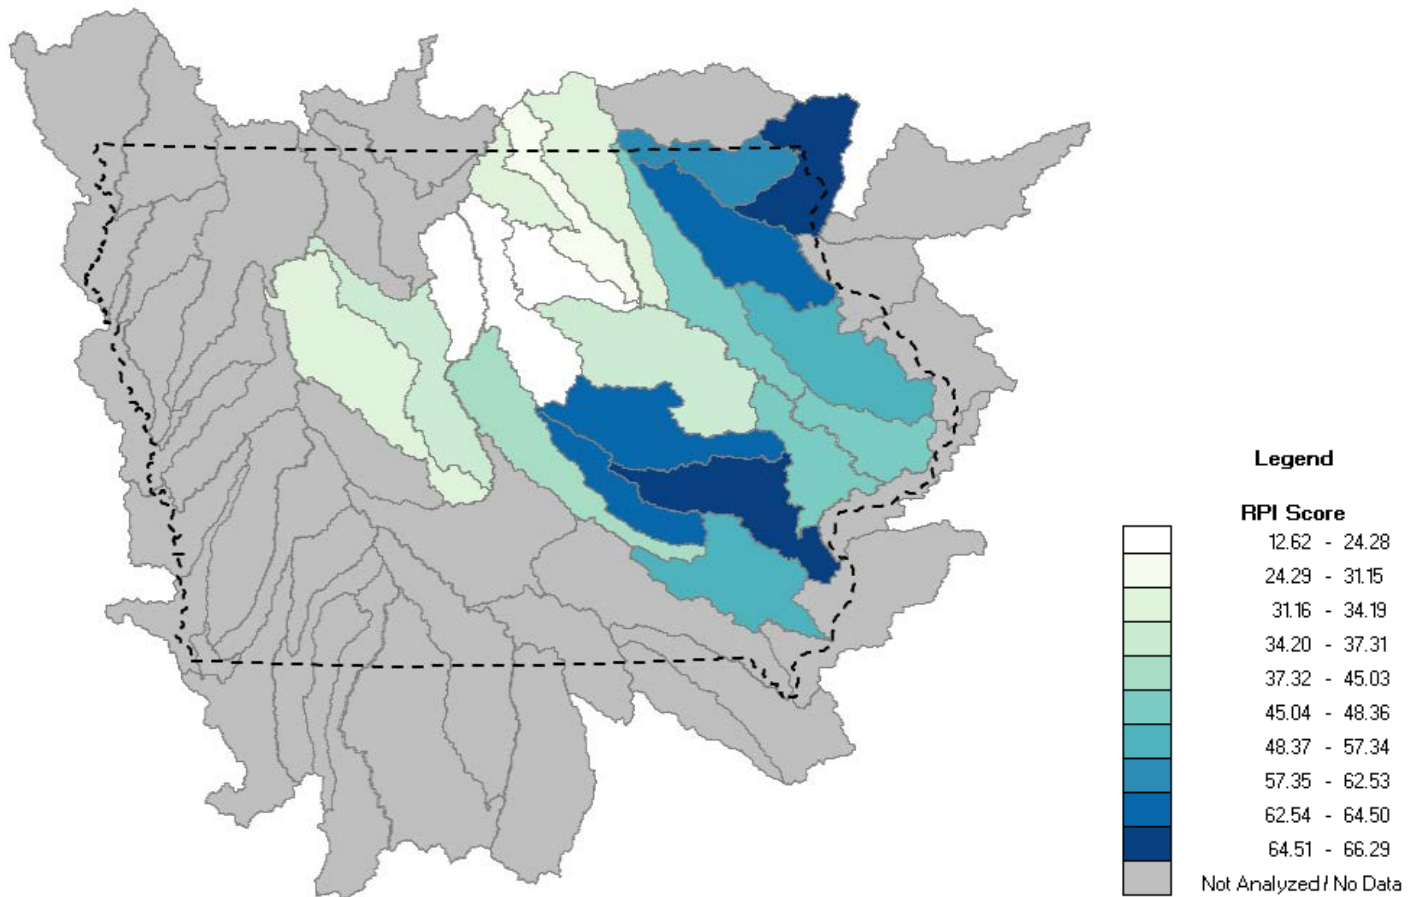 Legend
RPI Score
12.62 - 24.28
24.29 - 31.15
31.16 - 34.19
34.20 - 37.31
37.32 - 45.03
45.04 - 48.36
48.37 - 57.34
57.35 - 62.53
62.54 - 64.50
64.51 - 66.29
Not Analyzed / No Data